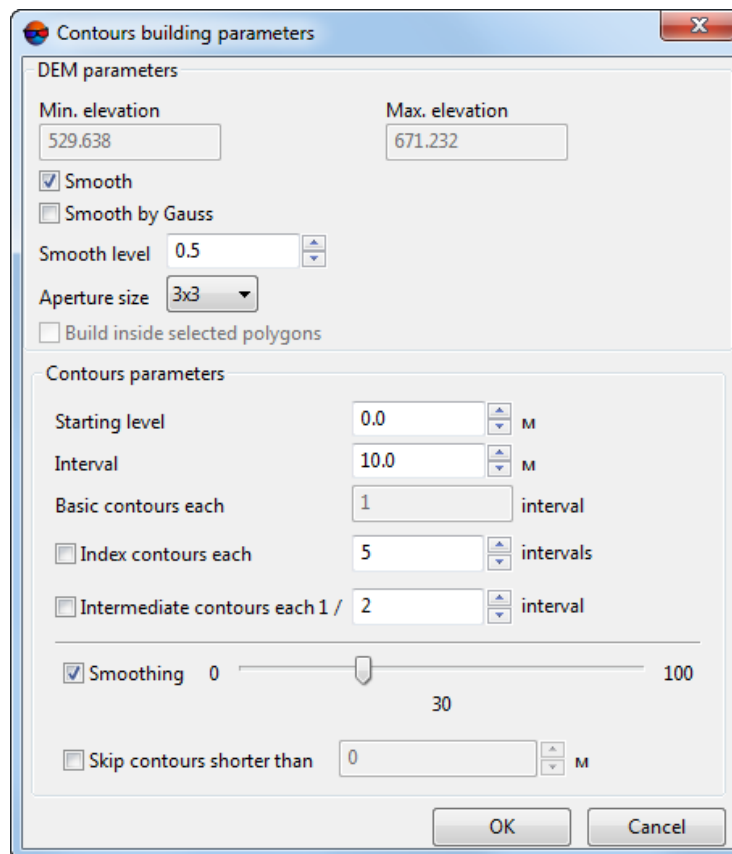 Contours building parameters
DEM parameters
Min. elevation Max. elevation
529.638 671.232
Smooth
Smooth by Gauss
Smooth level 0.5
Aperture size 3x3
Build inside selected polygons
Contours parameters
Starting level 0.0 м
Interval 10.0 м
Basic contours each 1 interval
Index contours each 5 intervals
Intermediate contours each 1 / 2 interval
Smoothing 0 100
30
Skip contours shorter than 0 м
OK Cancel